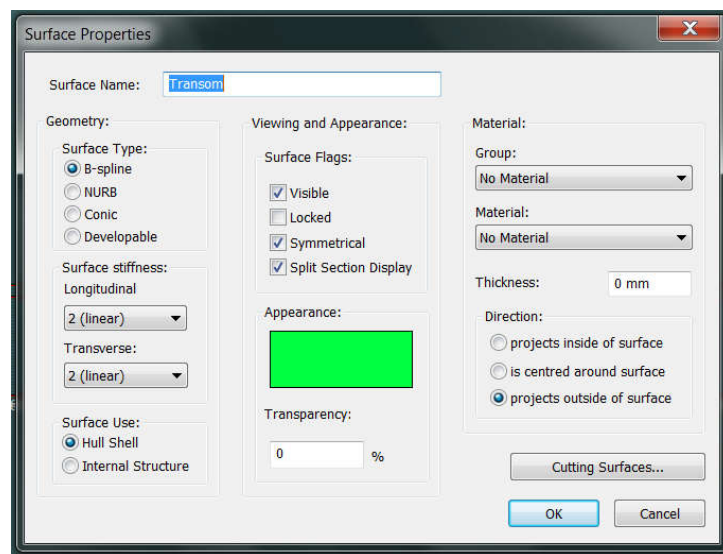 Surface Properties
Surface Name: Transom
Geometry:
Surface Type:
B-spline
NURB
Conic
Developable
Surface stiffness:
Longitudinal
2 (linear)
Transverse:
2 (linear)
Surface Use:
Hull Shell
Internal Structure
Viewing and Appearance:
Surface Flags:
Visible
Locked
Symmetrical
Split Section Display
Appearance:
Transparency:
0 %
Material:
Group:
No Material
Material:
No Material
Thickness: 0 mm
Direction:
projects inside of surface
is centred around surface
projects outside of surface
Cutting Surfaces...
OK Cancel